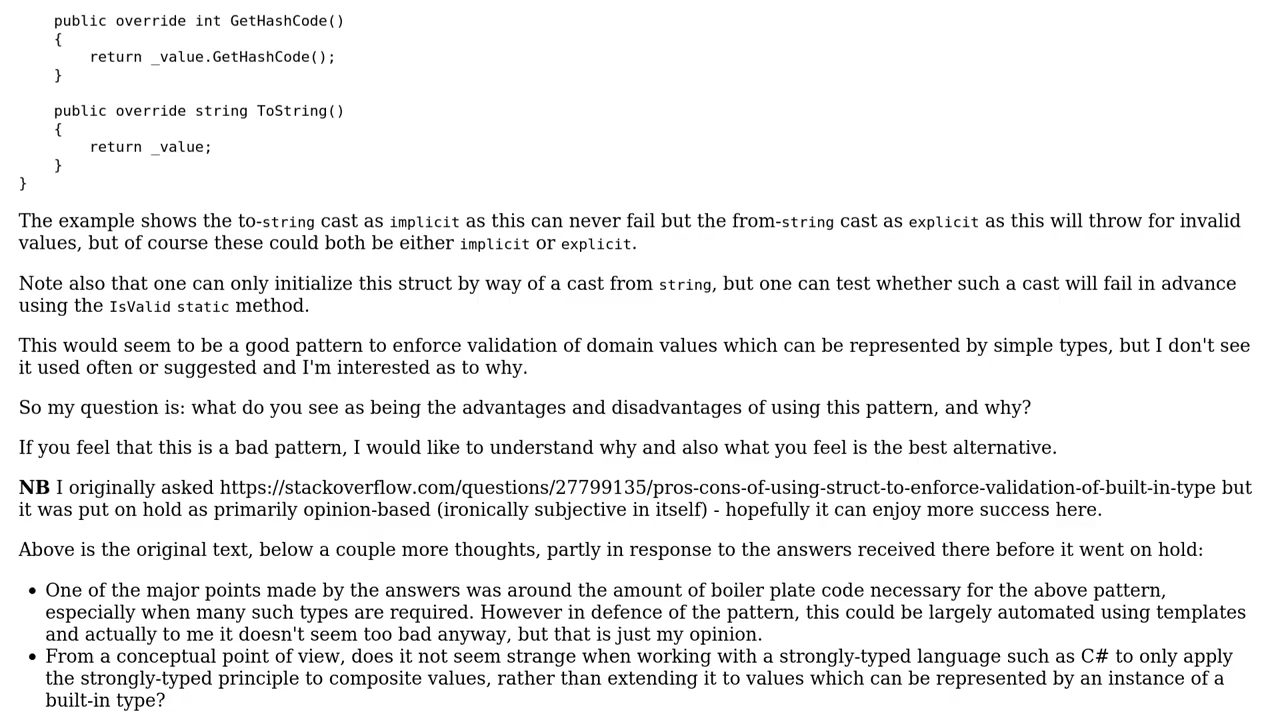 public override int GetHashCode()
{
return _value.GetHashCode();
}
public override string ToString()
{
return _value;
}
}
The example shows the to-string cast as implicit as this can never fail but the from-string cast as explicit as this will throw for invalid
values, but of course these could both be either implicit or explicit.
Note also that one can only initialize this struct by way of a cast from string, but one can test whether such a cast will fail in advance
using the IsValid static method.
This would seem to be a good pattern to enforce validation of domain values which can be represented by simple types, but I don't see
it used often or suggested and I'm interested as to why.
So my question is: what do you see as being the advantages and disadvantages of using this pattern, and why?
If you feel that this is a bad pattern, I would like to understand why and also what you feel is the best alternative.
NB I originally asked https://stackoverflow.com/questions/27799135/pros-cons-of-using-struct-to-enforce-validation-of-built-in-type but
it was put on hold as primarily opinion-based (ironically subjective in itself) - hopefully it can enjoy more success here.
Above is the original text, below a couple more thoughts, partly in response to the answers received there before it went on hold:
• One of the major points made by the answers was around the amount of boiler plate code necessary for the above pattern,
especially when many such types are required. However in defence of the pattern, this could be largely automated using templates
and actually to me it doesn't seem too bad anyway, but that is just my opinion.
• From a conceptual point of view, does it not seem strange when working with a strongly-typed language such as C# to only apply
the strongly-typed principle to composite values, rather than extending it to values which can be represented by an instance of a
built-in type?